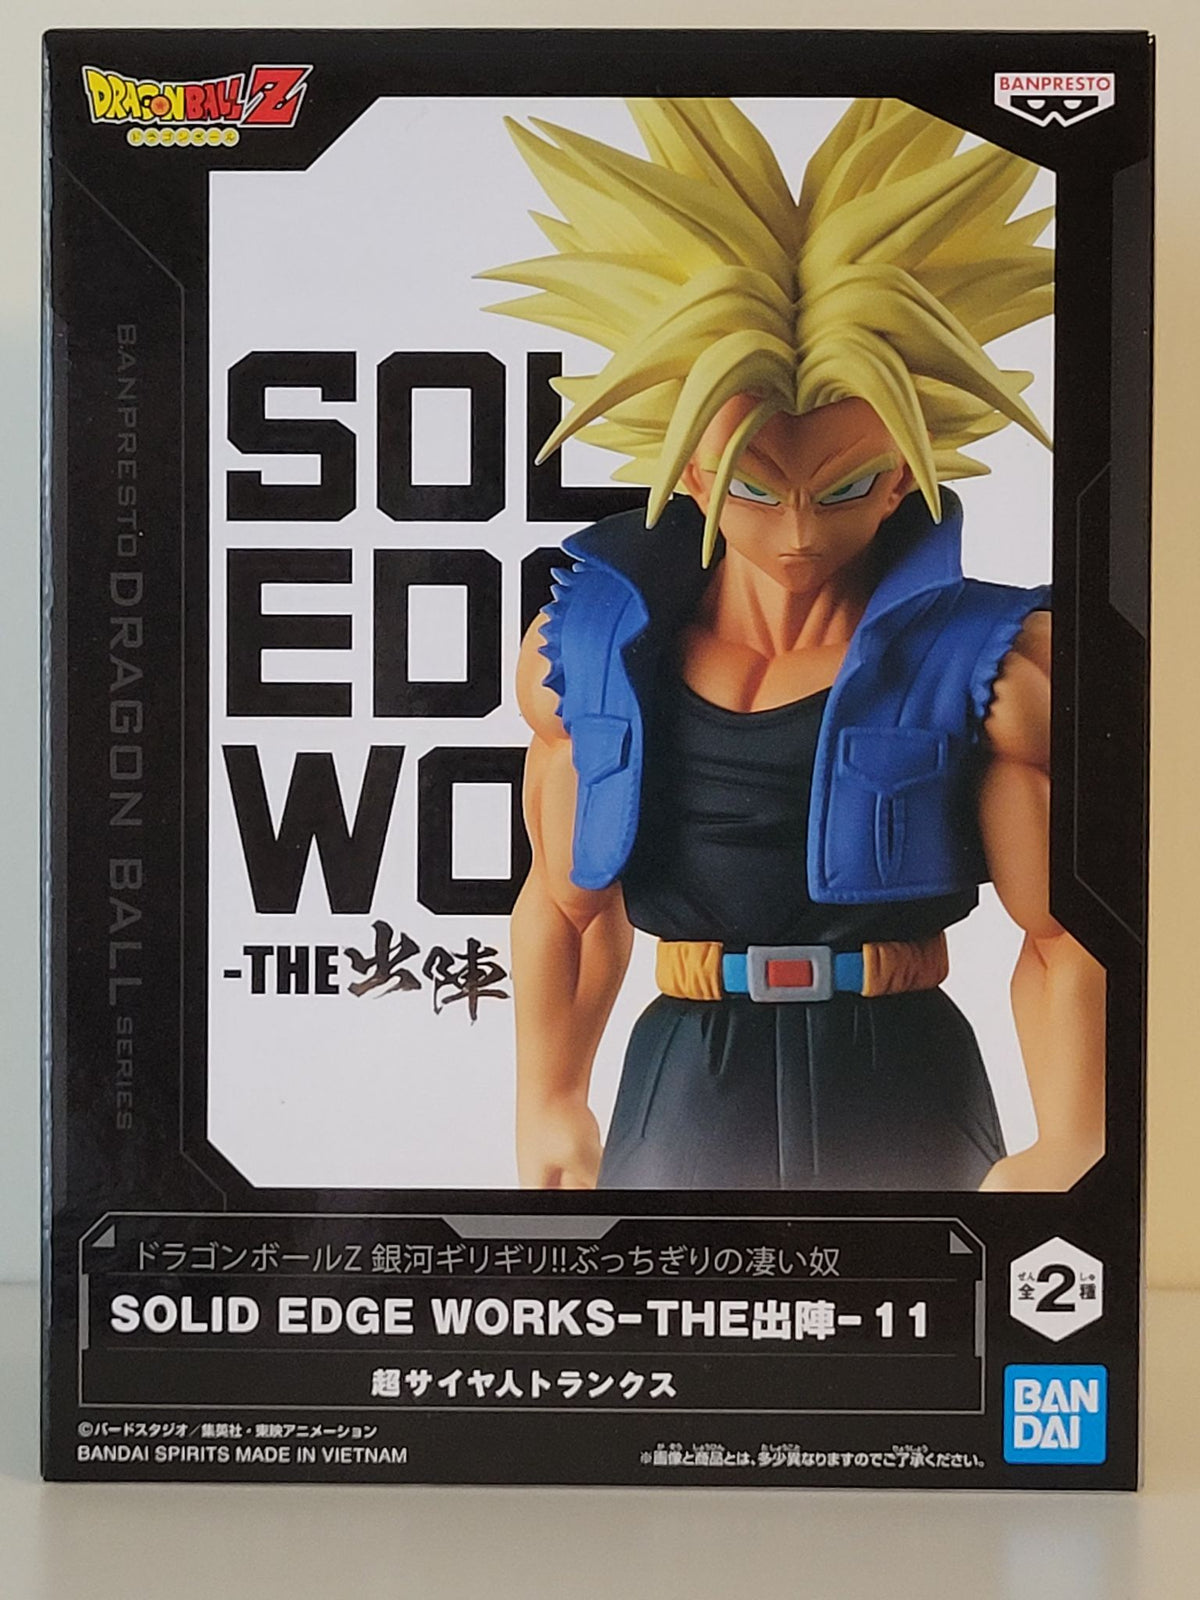 DRAGON BALL Z
ドラゴンボール
BANPRESTO
BANPRESTO DRAGON BALL SERIES
SOL
EDG
WO
-THE出陣-
ドラゴンボールZ 銀河ギリギリ!!ぶっちぎりの凄い奴
SOLID EDGE WORKS-THE出陣- 11
超サイヤ人トランクス
全2種
ぜん しゅ
BAN
DAI
©バードスタジオ/集英社・東映アニメーション
BANDAI SPIRITS MADE IN VIETNAM
※画像と商品とは、多少異なりますのでご了承ください。